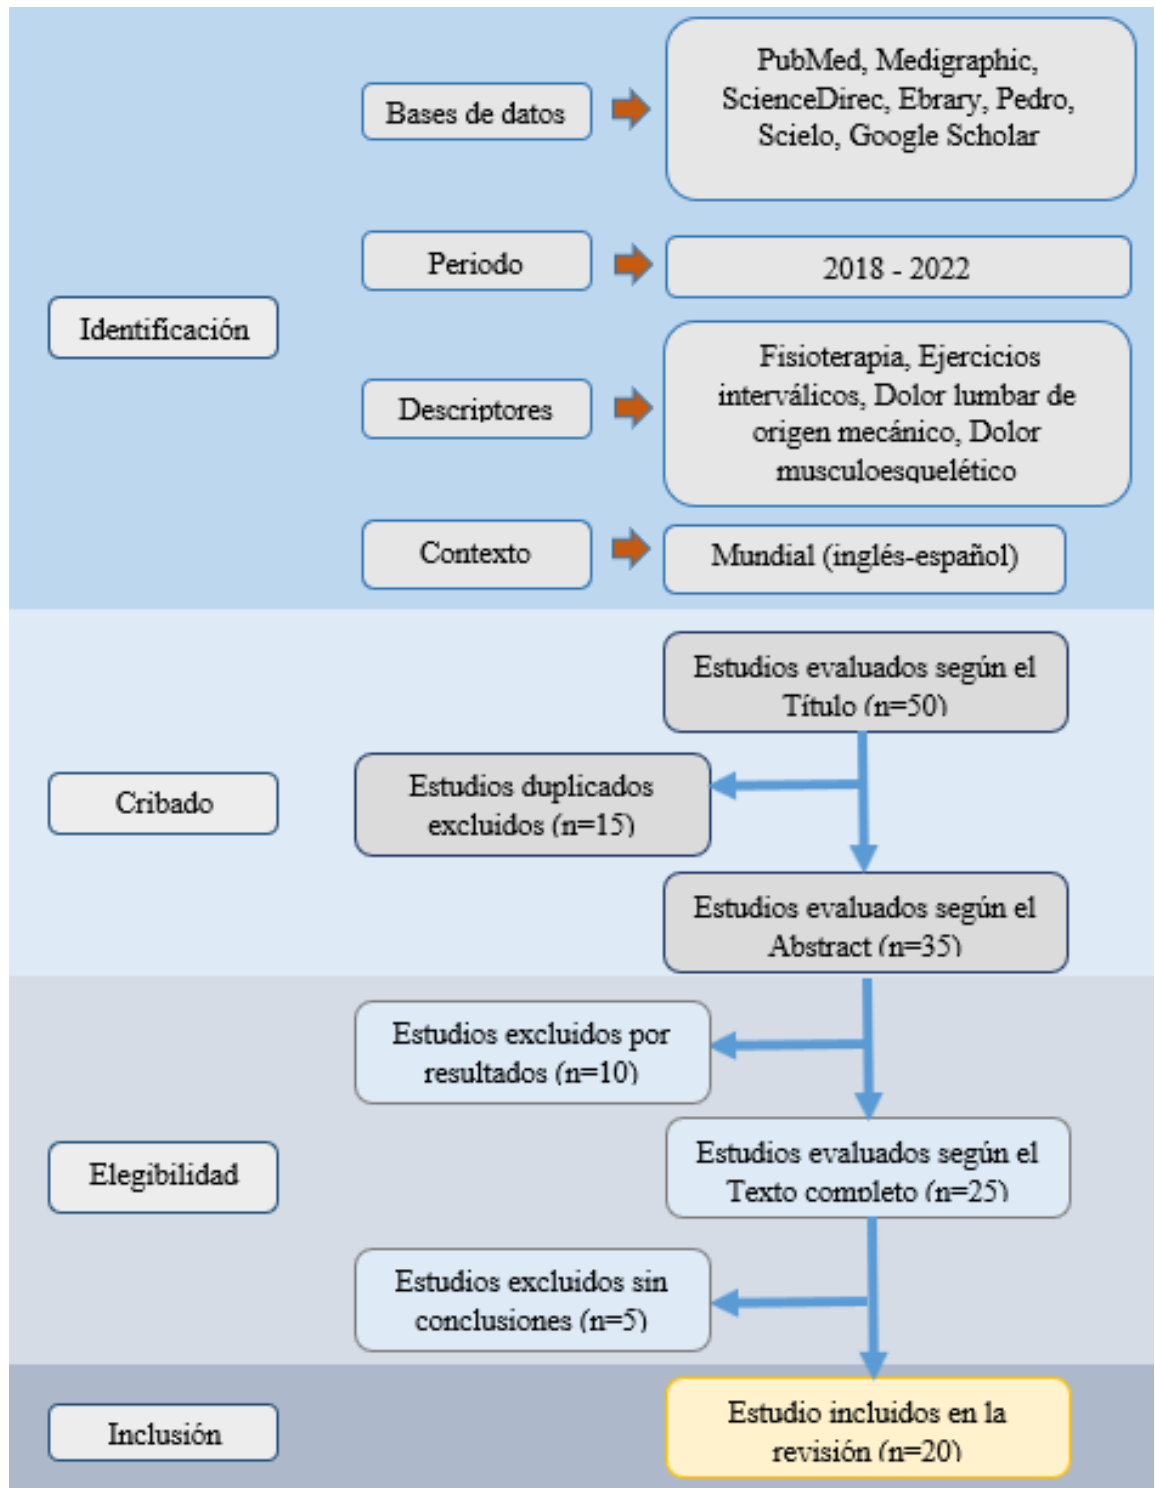 Bases de datos
PubMed, Medigraphic,
ScienceDirec, Ebrary, Pedro,
Scielo, Google Scholar
Periodo
2018 - 2022
Identificación
Descriptores
Fisioterapia, Ejercicios
interválicos, Dolor lumbar de
origen mecánico, Dolor
musculoesquelético
Contexto
Mundial (inglés-español)
Estudios evaluados según el
Título (n=50)
Cribado
Estudios duplicados
excluidos (n=15)
Estudios evaluados según el
Abstract (n=35)
Estudios excluidos por
resultados (n=10)
Elegibilidad
Estudios evaluados según el
Texto completo (n=25)
Estudios excluidos sin
conclusiones (n=5)
Inclusión
Estudio incluidos en la
revisión (n=20)